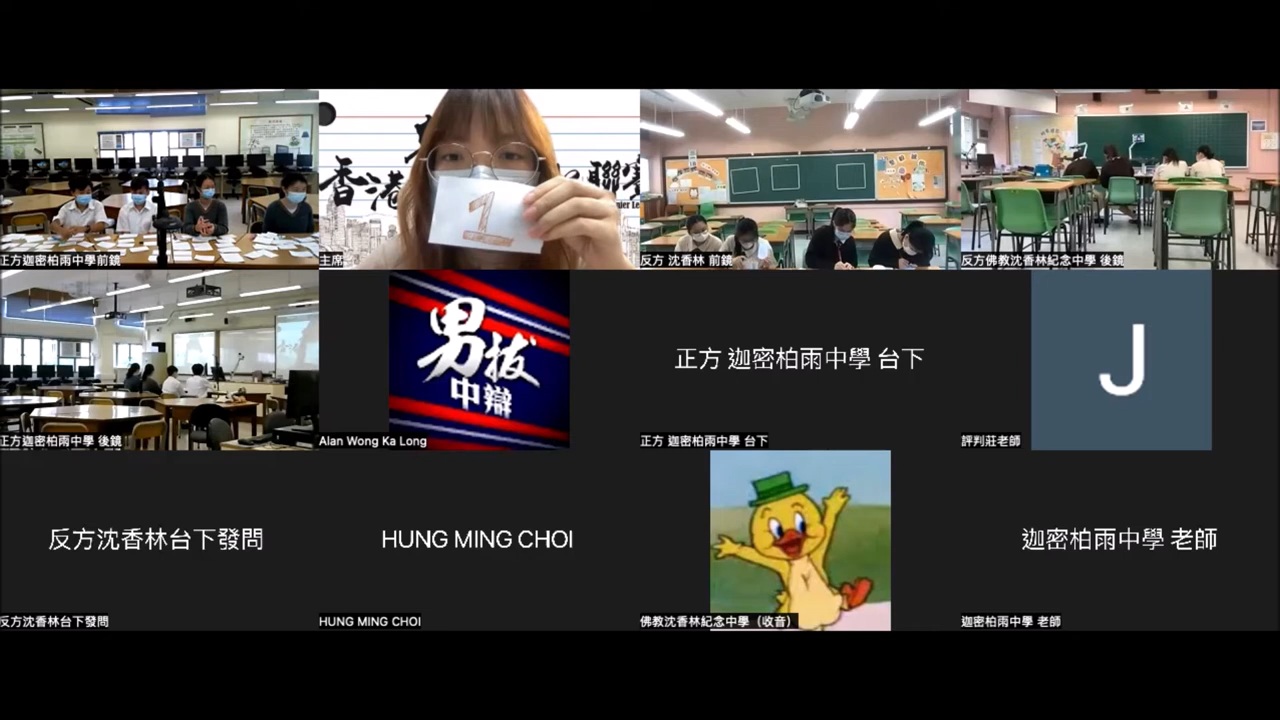 正方迦密柏雨中學前鏡
香港
聯賽
1
主席
反方 沈香林 前鏡
反方佛教沈香林紀念中學 後鏡
正方迦密柏雨中學 後鏡
男拔
中辯
Alan Wong Ka Long
正方 迦密柏雨中學 台下
正方 迦密柏雨中學 台下
J
評判莊老師
反方沈香林台下發問
反方沈香林台下發問
HUNG MING CHOI
HUNG MING CHOI
佛教沈香林紀念中學（收音）
迦密柏雨中學 老師
迦密柏雨中學 老師